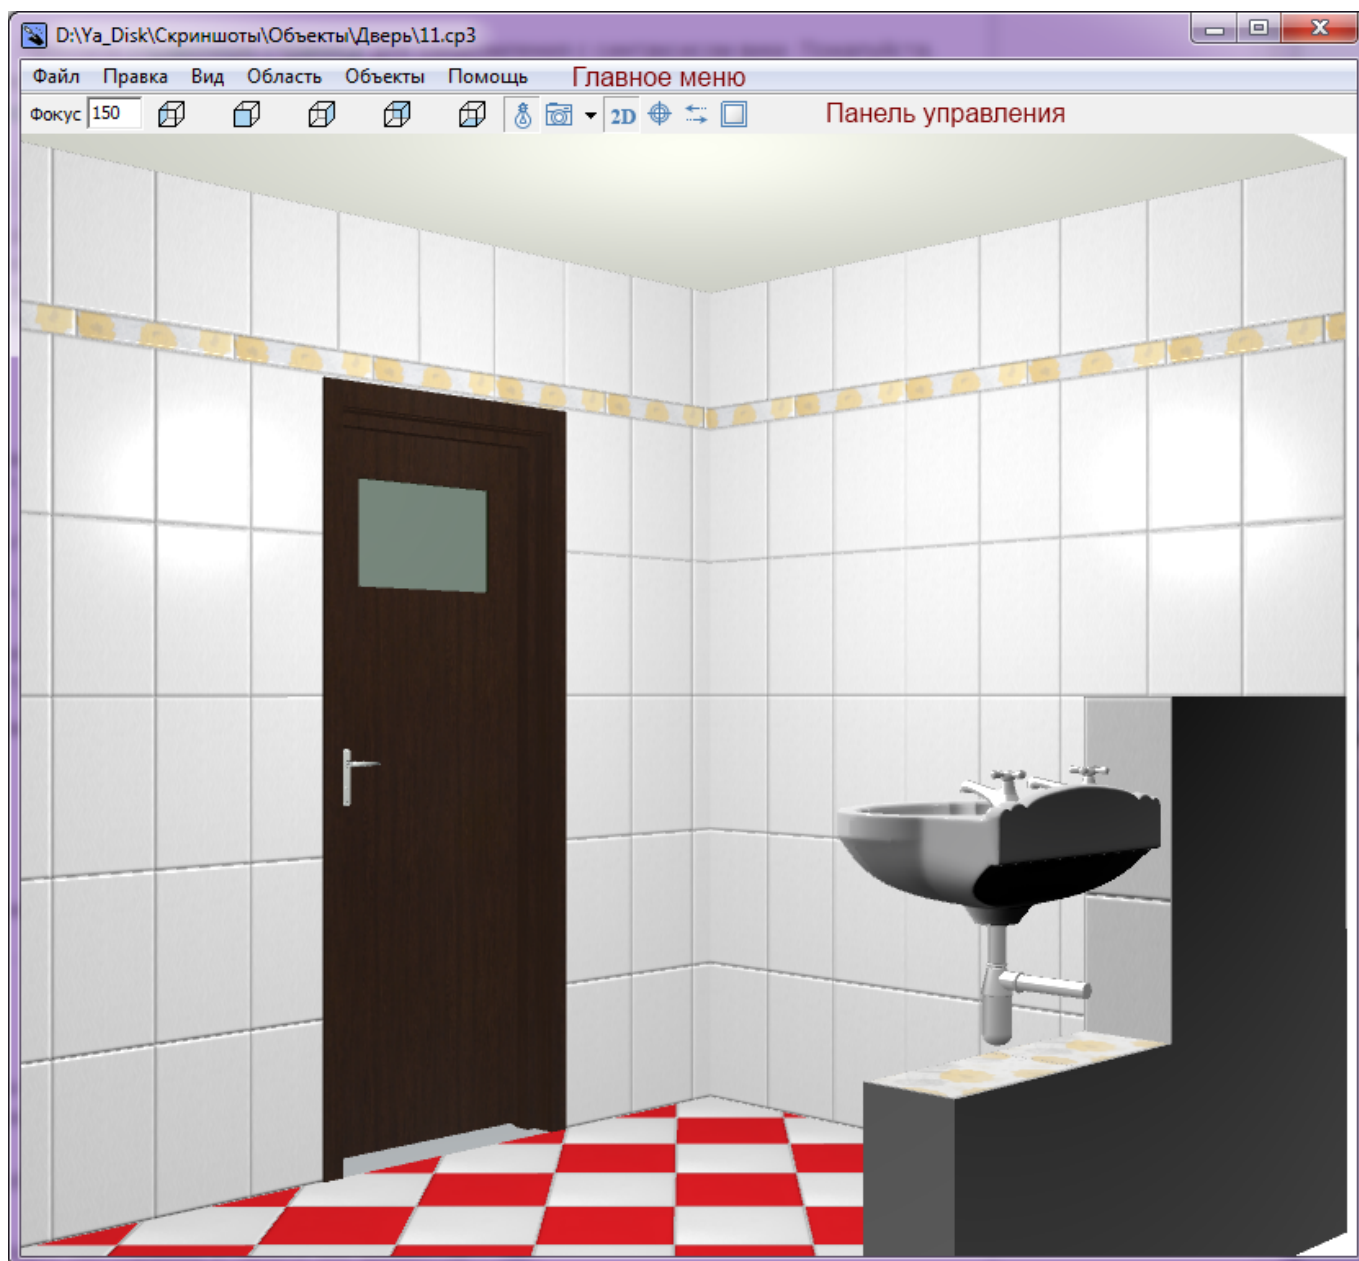 D:\Ya_Disk\Скриншоты\Объекты\Дверь\11.cp3
Файл Правка Вид Область Объекты Помощь Главное меню
Фокус 150 2D Панель управления